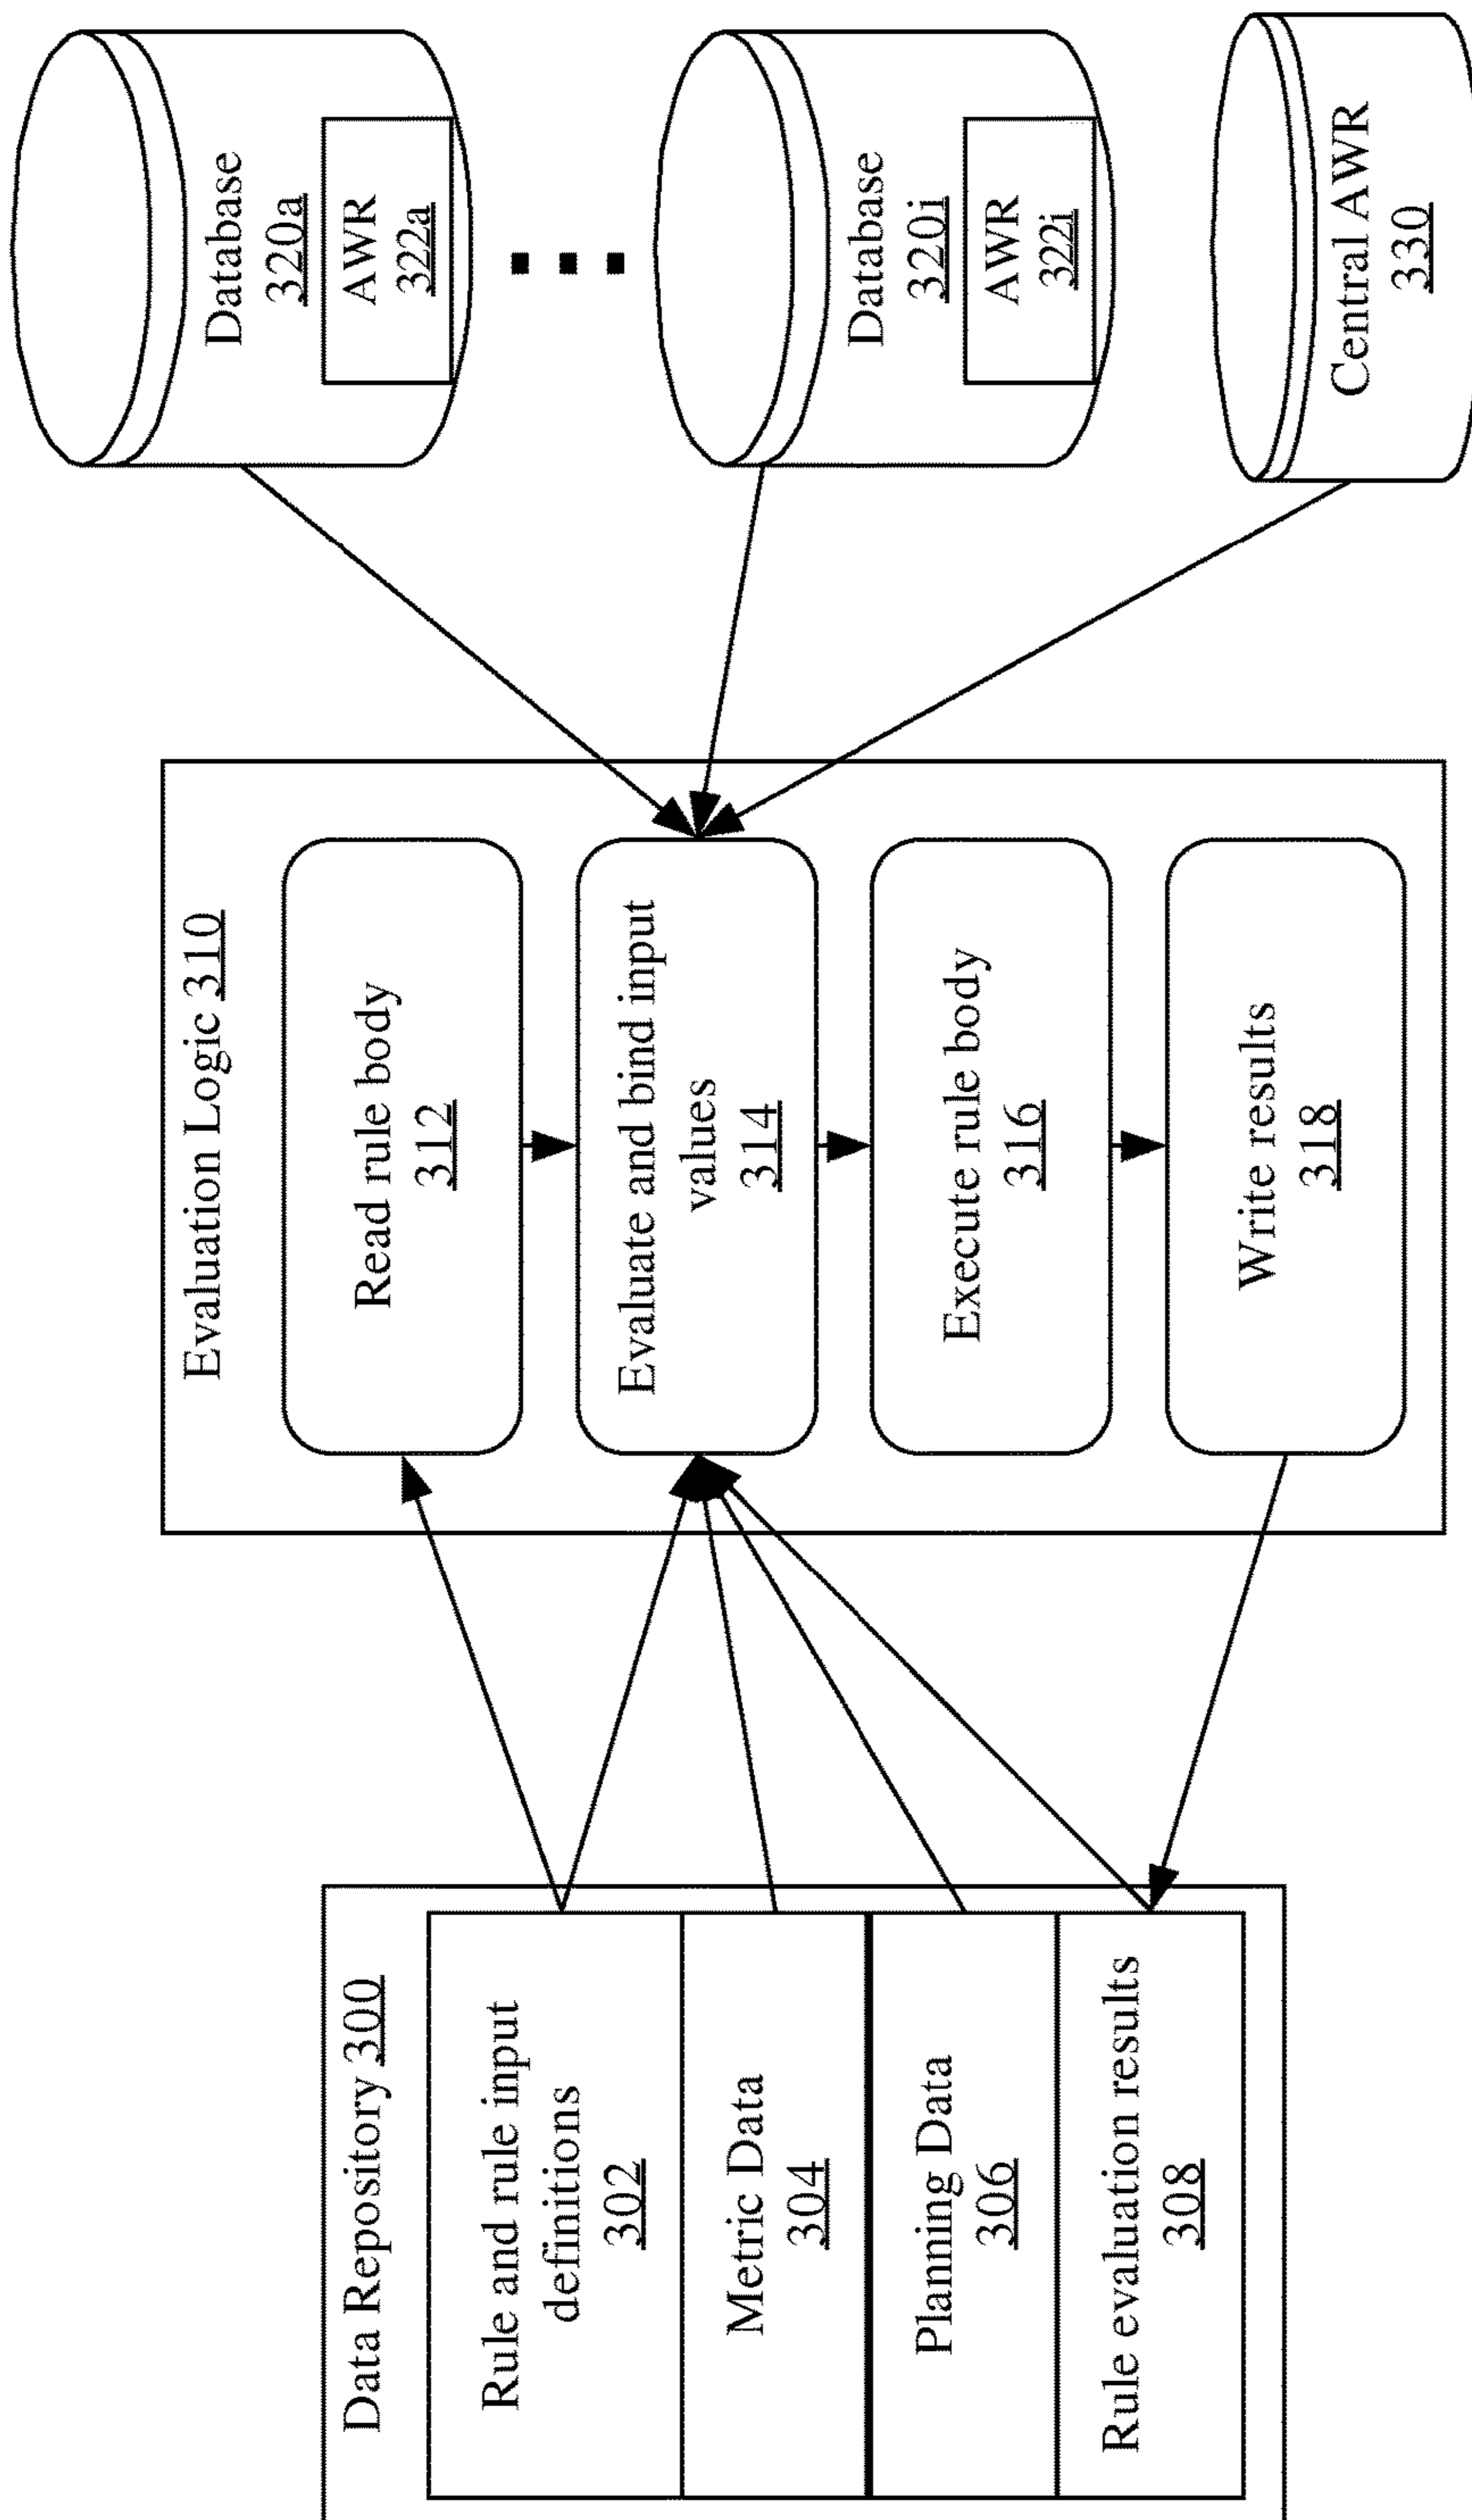 Data Repository 300
Rule and rule input
definitions
302
Metric Data
304
Planning Data
306
Rule evaluation results
308
Evaluation Logic 310
Read rule body
312
Evaluate and bind input
values
314
Execute rule body
316
Write results
318
Database
320a
AWR
322a
Database
320i
AWR
322i
Central AWR
330